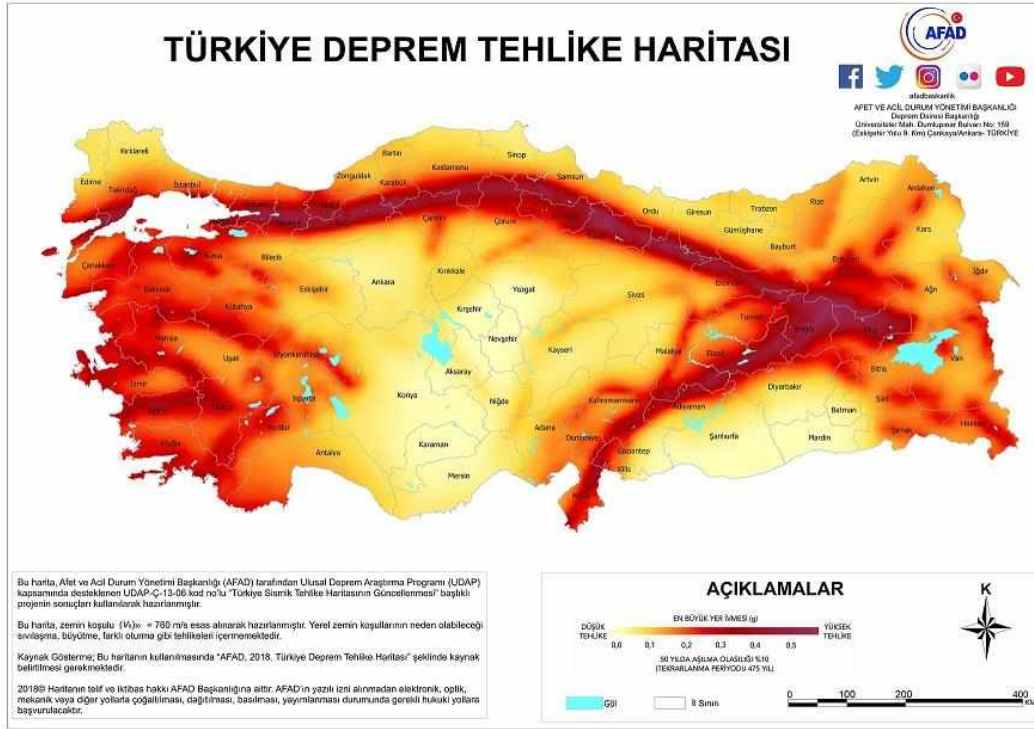 TÜRKİYE DEPREM TEHLİKE HARİTASI
AFAD
afadbaskanlik
AFET VE ACİL DURUM YÖNETİMİ BAŞKANLIĞI
Deprem Dairesi Başkanlığı
Üniversiteler Mah. Dumlupınar Bulvarı No: 159
(Eskişehir Yolu 9. Km) Çankaya/Ankara- TÜRKİYE
Kırklareli
Edirne
Tekirdağ
İstanbul
Zonguldak
Bartın
Karabük
Kastamonu
Sinop
Samsun
Çankırı
Çorum
Ordu
Giresun
Trabzon
Rize
Artvin
Ardahan
Kars
Gümüşhane
Bayburt
Erzurum
Iğdır
Ağrı
Çanakkale
Balıkesir
Bursa
Bilecik
Eskişehir
Kütahya
Ankara
Kırıkkale
Kırşehir
Yozgat
Sivas
Erzincan
Tunceli
Bingöl
Muş
Van
Bitlis
Manisa
Uşak
Afyonkarahisar
İzmir
Aydın
Denizli
Isparta
Burdur
Muğla
Antalya
Konya
Aksaray
Nevşehir
Kayseri
Niğde
Karaman
Mersin
Adana
Osmaniye
Kahramanmaraş
Malatya
Elazığ
Adıyaman
Gaziantep
Kilis
Şanlıurfa
Diyarbakır
Mardin
Batman
Siirt
Şırnak
Hakkari
Bu harita, Afet ve Acil Durum Yönetimi Başkanlığı (AFAD) tarafından Ulusal Deprem Araştırma Programı (UDAP)
kapsamında desteklenen UDAP-Ç-13-06 kod no'lu "Türkiye Sismik Tehlike Haritasının Güncellenmesi" başlıklı
projenin sonuçları kullanılarak hazırlanmıştır.
Bu harita, zemin koşulu (Vs)30 = 760 m/s esas alınarak hazırlanmıştır. Yerel zemin koşullarının neden olabileceği
sıvılaşma, büyütme, farklı oturma gibi tehlikeleri içermemektedir.
Kaynak Gösterme; Bu haritanın kullanılmasında "AFAD, 2018. Türkiye Deprem Tehlike Haritası" şeklinde kaynak
belirtilmesi gerekmektedir.
2018© Haritanın telif ve iktibas hakkı AFAD Başkanlığına aittir. AFAD'ın yazılı izni alınmadan elektronik, optik,
mekanik veya diğer yollarla çoğaltılması, dağıtılması, basılması, yayımlanması durumunda gerekli hukuki yollara
başvurulacaktır.
AÇIKLAMALAR
EN BÜYÜK YER İVMESİ (g)
DÜŞÜK
TEHLİKE
YÜKSEK
TEHLİKE
0,0 0,1 0,2 0,3 0,4 0,5
50 YILDA AŞILMA OLASILIĞI %10
(TEKRARLANMA PERİYODU 475 YIL)
Göl
İl Sınırı
K
0 100 200 400
KM